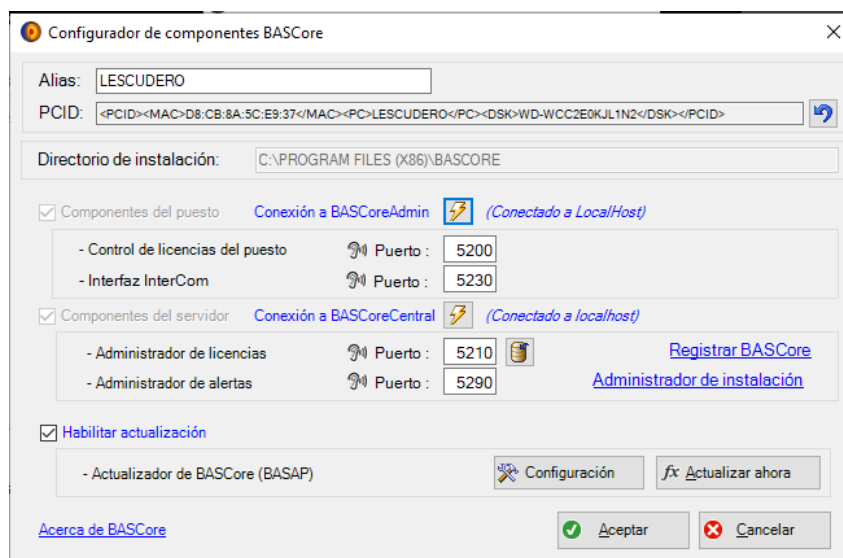 Configurador de componentes BASCore
Alias: LESCUDERO
PCID: <PCID><MAC>D8:CB:8A:5C:E9:37</MAC><PC>LESCUDERO</PC><DSK>WD-WCC2E0KJL1N2</DSK></PCID>
Directorio de instalación: C:\PROGRAM FILES (X86)\BASCORE
Componentes del puesto Conexión a BASCoreAdmin (Conectado a LocalHost)
- Control de licencias del puesto Puerto : 5200
- Interfaz InterCom Puerto : 5230
Componentes del servidor Conexión a BASCoreCentral (Conectado a localhost)
- Administrador de licencias Puerto : 5210 Registrar BASCore
- Administrador de alertas Puerto : 5290 Administrador de instalación
Habilitar actualización
- Actualizador de BASCore (BASAP) Configuración fx Actualizar ahora
Acerca de BASCore Aceptar Cancelar